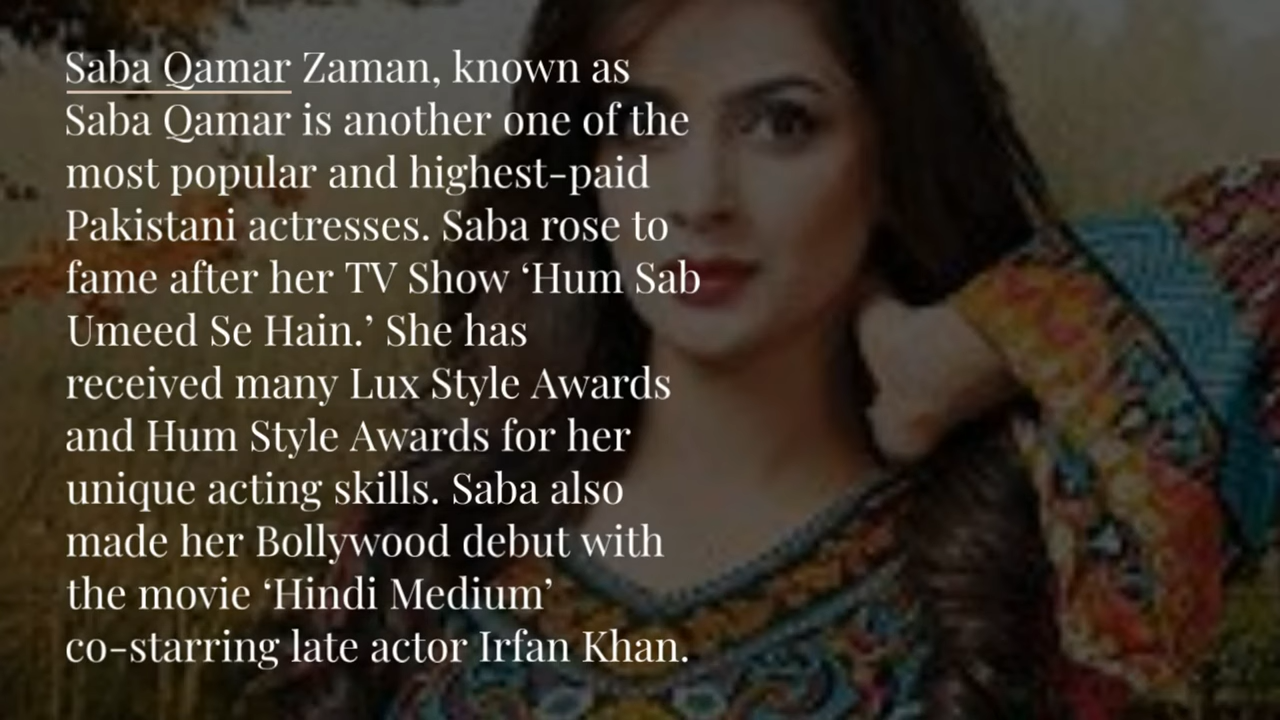 Saba Qamar Zaman, known as
Saba Qamar is another one of the
most popular and highest-paid
Pakistani actresses. Saba rose to
fame after her TV Show ‘Hum Sab
Umeed Se Hain.’ She has
received many Lux Style Awards
and Hum Style Awards for her
unique acting skills. Saba also
made her Bollywood debut with
the movie ‘Hindi Medium’
co-starring late actor Irfan Khan.